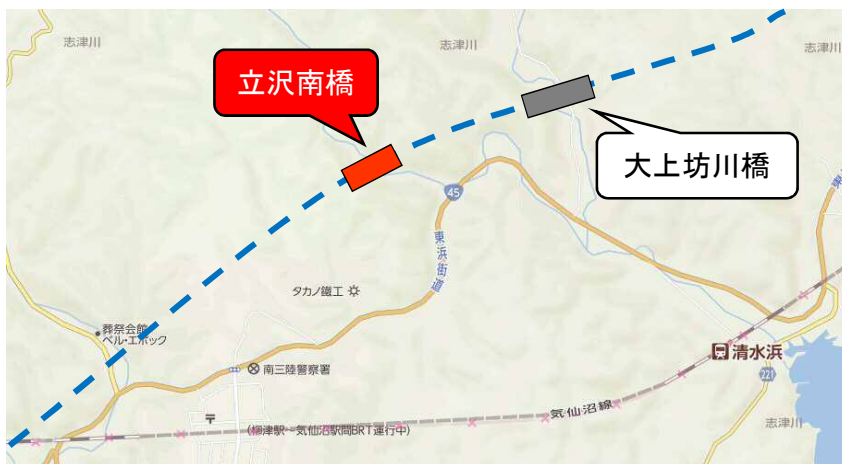 志津川
志津川
志津川
立沢南橋
大上坊川橋
45
東浜街道
タカノ鐵工
葬祭会館
ベル・エポック
南三陸警察署
清水浜
221
気仙沼線
(柳津駅～気仙沼駅間BRT運行中)
志津川